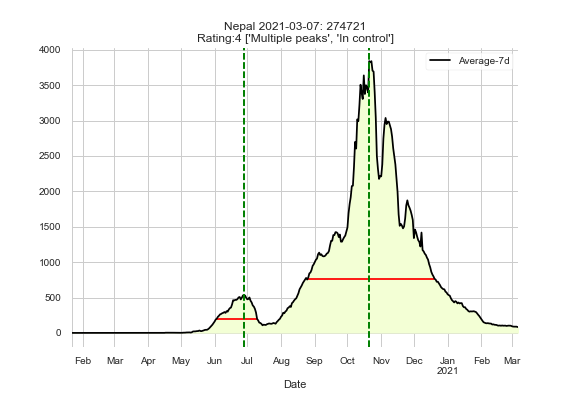 Nepal 2021-03-07: 274721
Rating:4 ['Multiple peaks', 'In control']
Average-7d
4000
3500
3000
2500
2000
1500
1000
500
0
Feb Mar Apr May Jun Jul Aug Sep Oct Nov Dec Jan Feb Mar
2021
Date